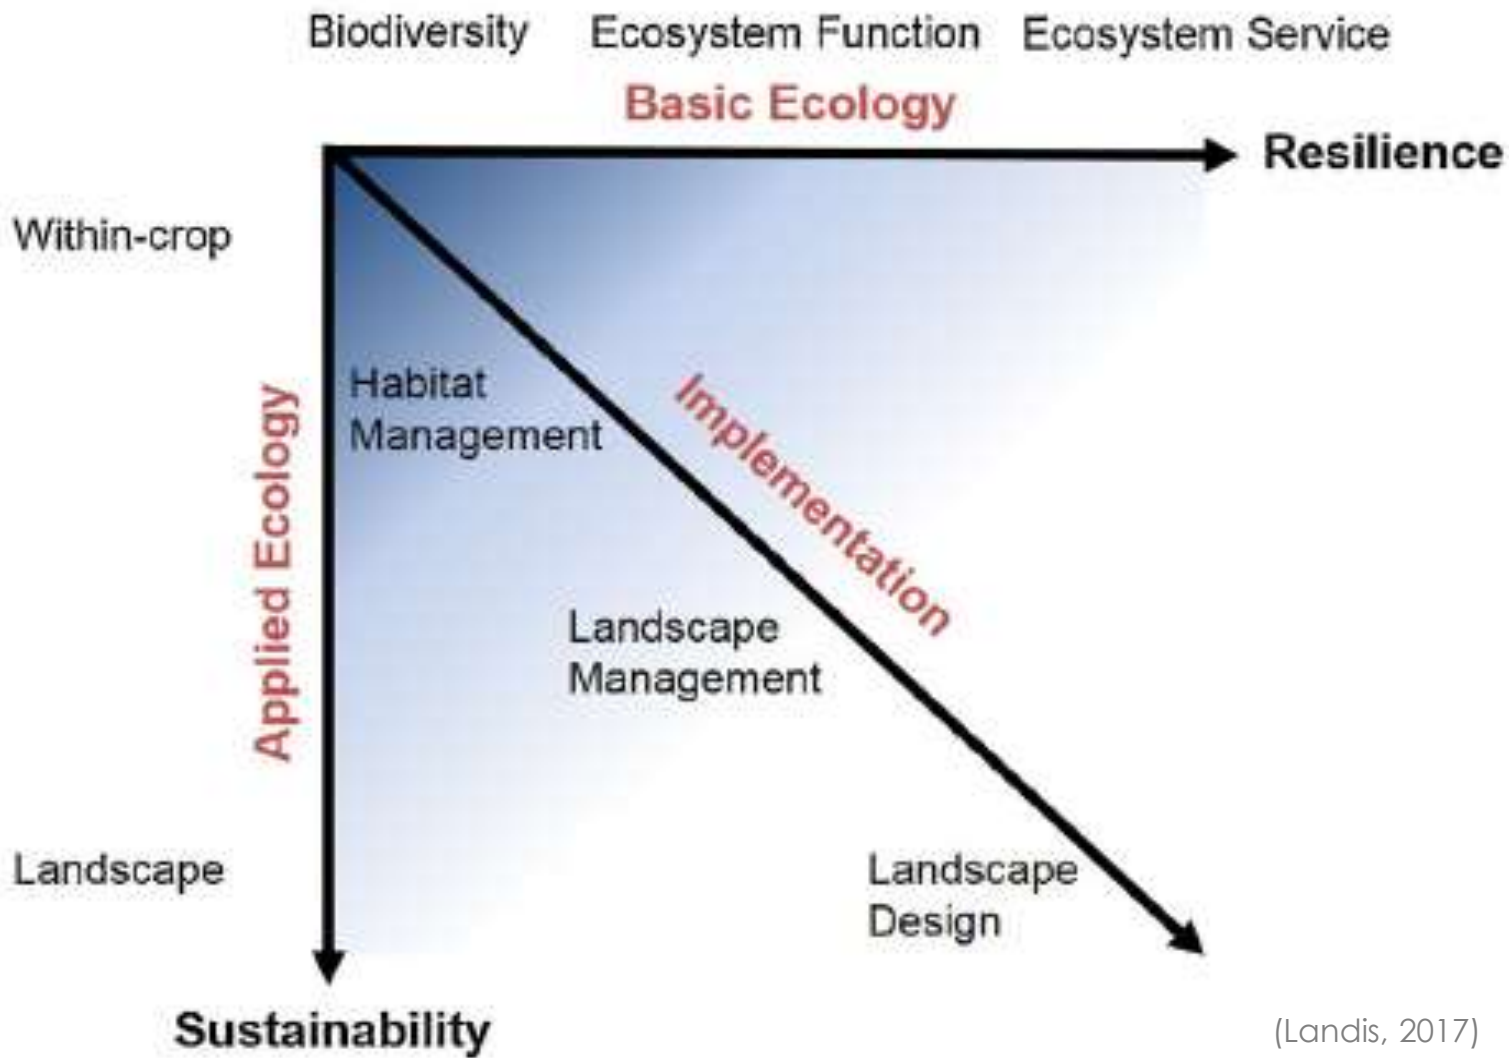 Biodiversity Ecosystem Function Ecosystem Service
Basic Ecology
Resilience
Within-crop
Applied Ecology
Habitat
Management
Implementation
Landscape
Management
Landscape
Landscape
Design
Sustainability
(Landis, 2017)